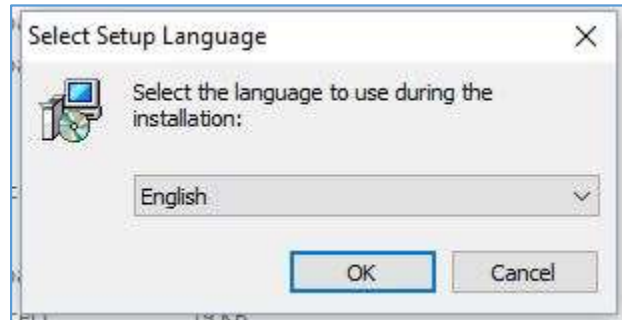 Select Setup Language
Select the language to use during the
installation:
English
OK
Cancel